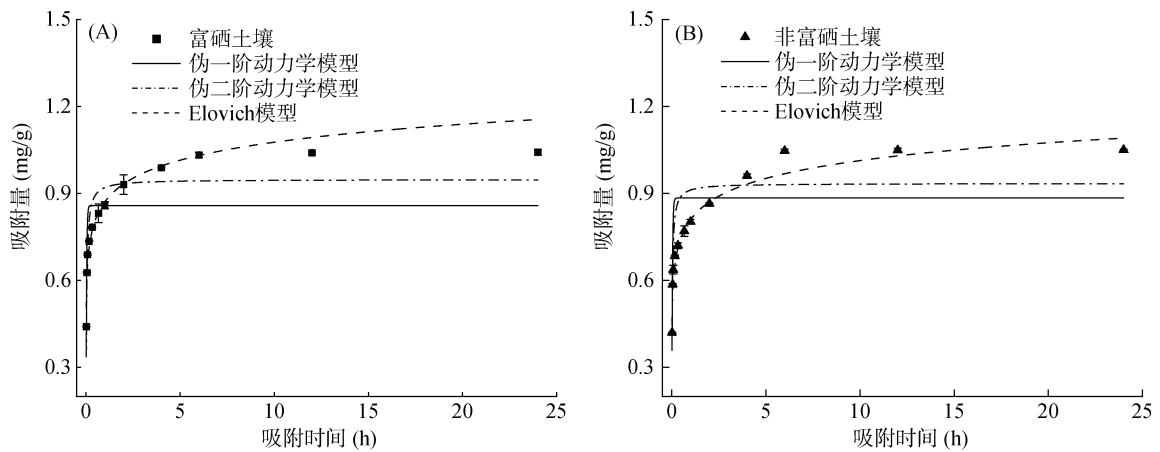 (A)
富硒土壤
伪一阶动力学模型
伪二阶动力学模型
Elovich模型
1.5
1.2
0.9
0.6
0.3
吸附量 (mg/g)
0
5
10
15
20
25
吸附时间 (h)
(B)
非富硒土壤
伪一阶动力学模型
伪二阶动力学模型
Elovich模型
1.5
1.2
0.9
0.6
0.3
吸附量 (mg/g)
0
5
10
15
20
25
吸附时间 (h)